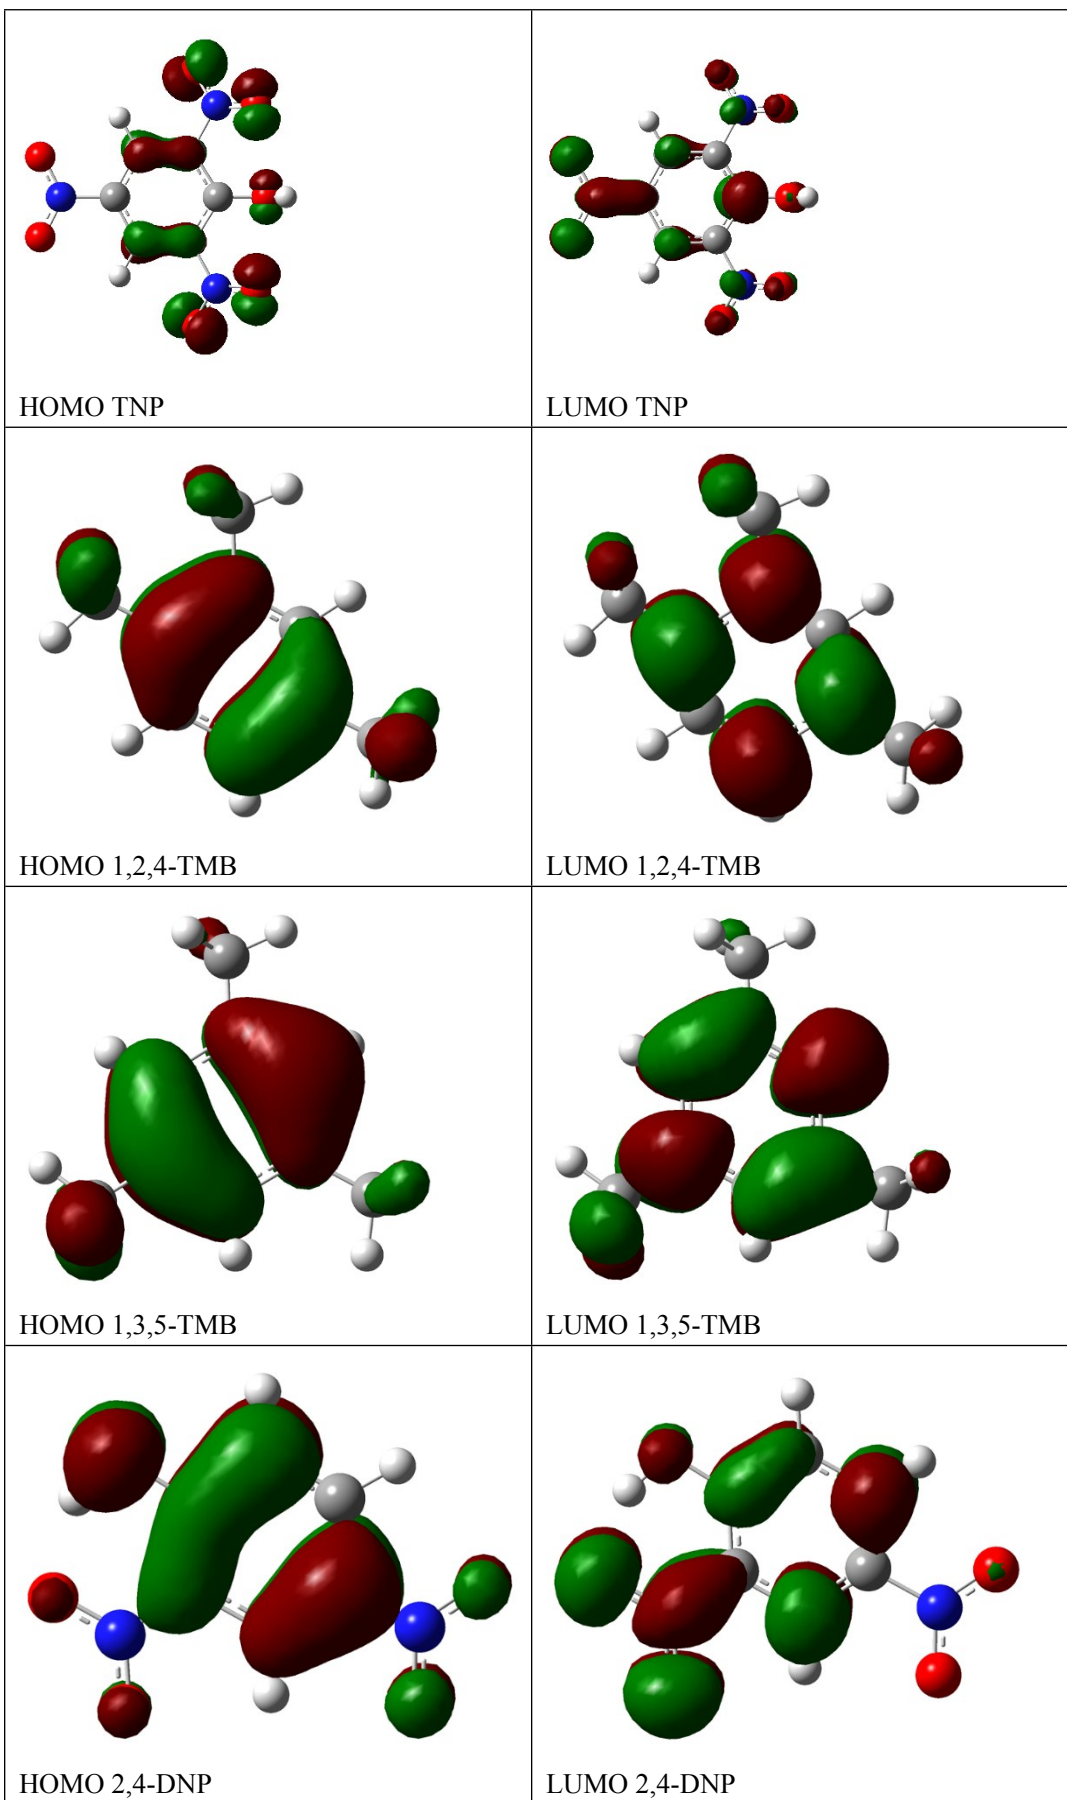 HOMO TNP
LUMO TNP
HOMO 1,2,4-TMB
LUMO 1,2,4-TMB
HOMO 1,3,5-TMB
LUMO 1,3,5-TMB
HOMO 2,4-DNP
LUMO 2,4-DNP